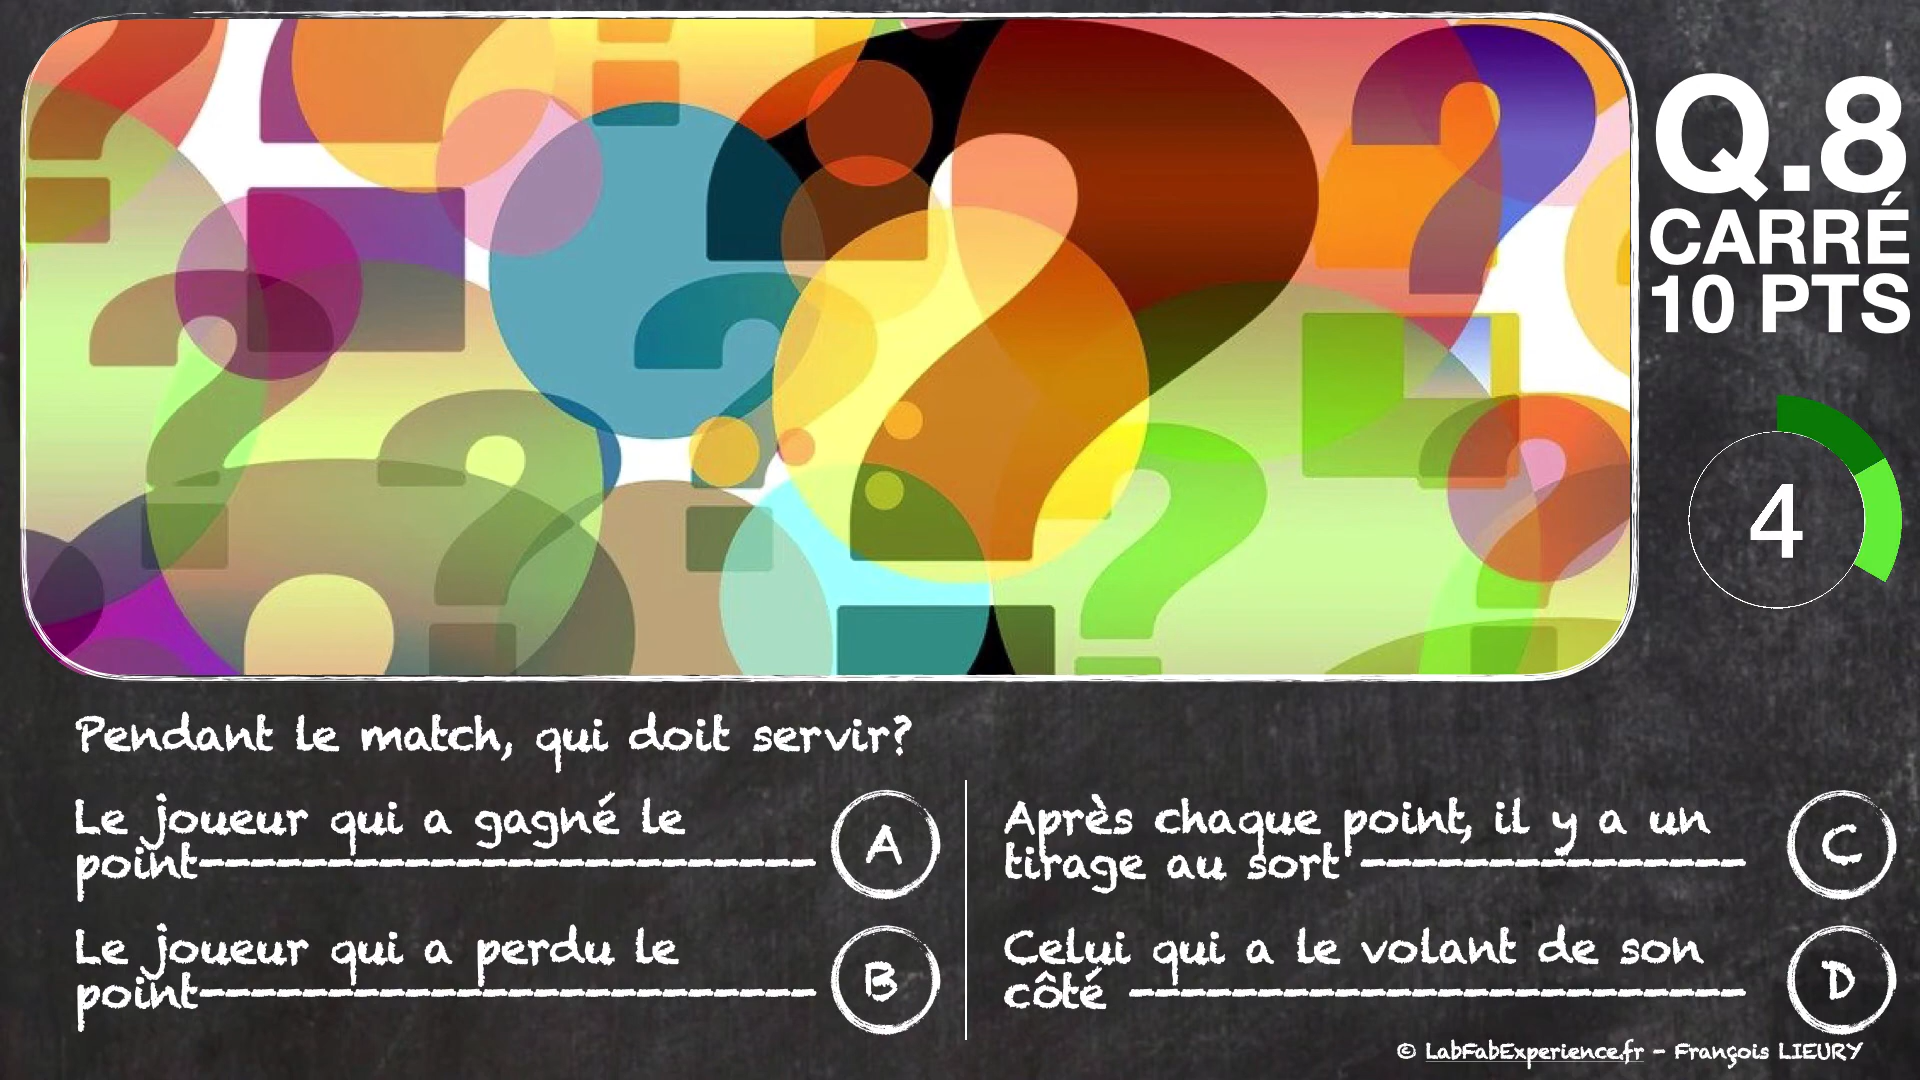 Q.8
CARRÉ
10 PTS
4
Pendant le match, qui doit servir?
Le joueur qui a gagné le
point------------------------
A
Le joueur qui a perdu le
point------------------------
B
Après chaque point, il y a un
tirage au sort ---------------
C
Celui qui a le volant de son
côté ------------------------
D
© LabFabExperience.fr - François LIEURY